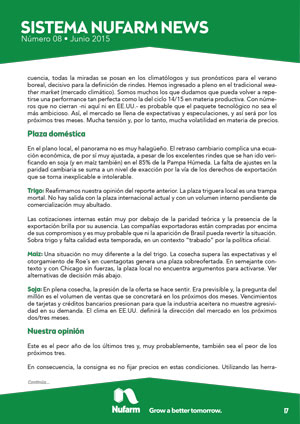 SISTEMA NUFARM NEWS
Número 08 • Junio 2015
cuencia, todas la miradas se posan en los climatólogos y sus pronósticos para el verano
boreal, decisivo para la definición de rindes. Hemos ingresado a pleno en el tradicional wea-
ther market (mercado climático). Somos muchos los que dudamos que pueda volver a repe-
tirse una performance tan perfecta como la del ciclo 14/15 en materia productiva. Con núme-
ros que no cierran -ni aquí ni en EE.UU.- es probable que el paquete tecnológico no sea el
más ambicioso. Así, el mercado se llena de expectativas y especulaciones, y así será por los
próximos tres meses. Mucha tensión y, por lo tanto, mucha volatilidad en materia de precios.
Plaza doméstica
En el plano local, el panorama no es muy halagüeño. El retraso cambiario complica una ecua-
ción económica, de por sí muy ajustada, a pesar de los excelentes rindes que se han ido veri-
ficando en soja (y en maíz también) en el 85% de la Pampa Húmeda. La falta de ajustes en la
paridad cambiaria se suma a un nivel de exacción por la vía de los derechos de exportación
que se torna inexplicable e intolerable.
Trigo: Reafirmamos nuestra opinión del reporte anterior. La plaza triguera local es una trampa
mortal. No hay salida con la plaza internacional actual y con un volumen interno pendiente de
comercialización muy abultado.
Las cotizaciones internas están muy por debajo de la paridad teórica y la presencia de la
exportación brilla por su ausencia. Las compañías exportadoras están compradas por encima
de sus compromisos y es muy probable que ni la aparición de Brasil pueda revertir la situación.
Sobra trigo y falta calidad esta temporada, en un contexto “trabado” por la política oficial.
Maíz: Una situación no muy diferente a la del trigo. La cosecha supera las expectativas y el
otorgamiento de Roe´s en cuentagotas genera una plaza sobreofertada. En semejante con-
texto y con Chicago sin fuerzas, la plaza local no encuentra argumentos para activarse. Ver
alternativas de decisión más abajo.
Soja: En plena cosecha, la presión de la oferta se hace sentir. Era previsible y, la pregunta del
millón es el volumen de ventas que se concretará en los próximos dos meses. Vencimientos
de tarjetas y créditos bancarios presionan para que la industria aceitera no muestre agresivi-
dad en su demanda. El clima en EE.UU. definirá la dirección del mercado en los próximos
dos/tres meses.
Nuestra opinión
Este es el peor año de los últimos tres y, muy probablemente, también sea el peor de los
próximos tres.
En consecuencia, la consigna es no fijar precios en estas condiciones. Utilizando las herra-
Continúa...
Nufarm
Grow a better tomorrow.
17